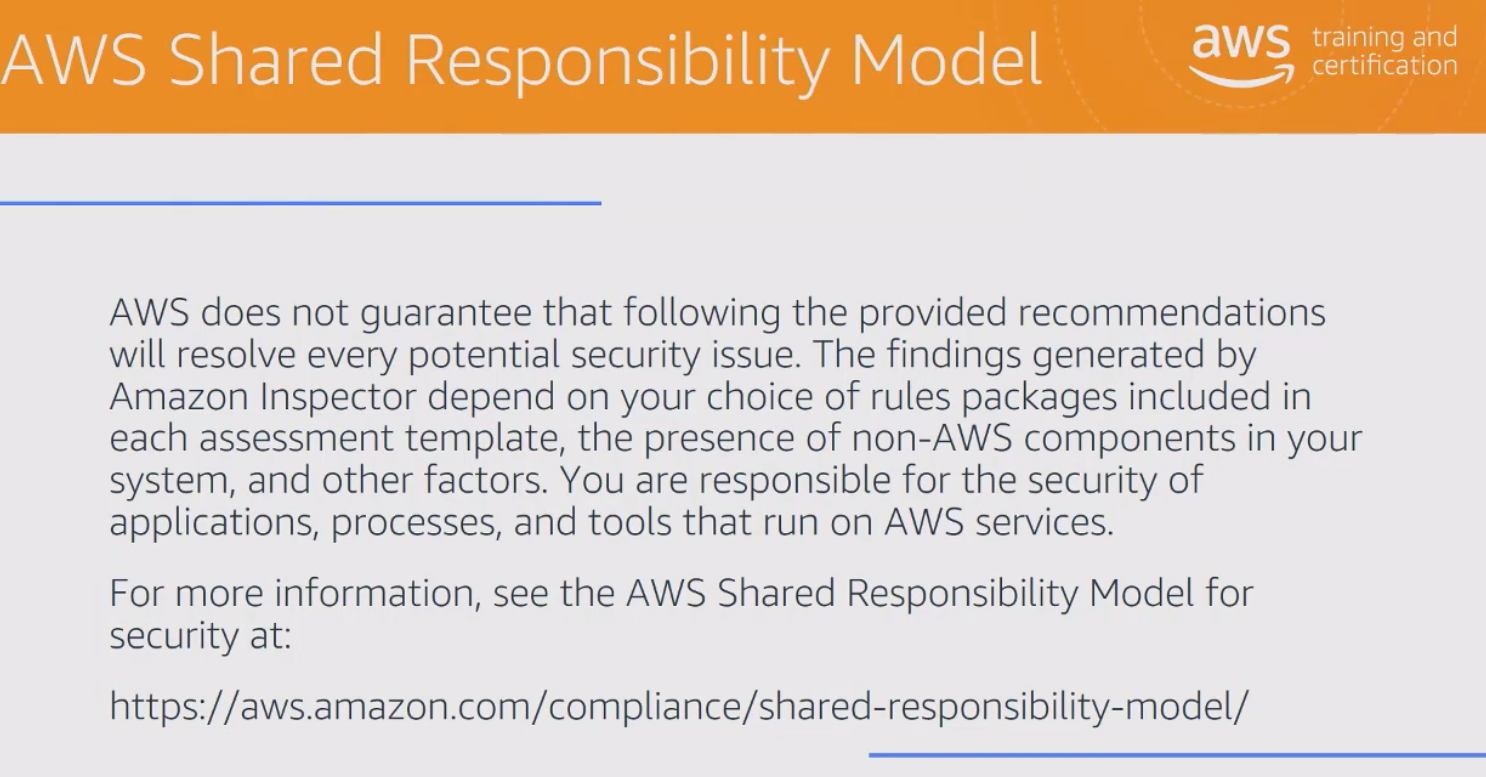 AWS Shared Responsibility Model
aws training and
certification
AWS does not guarantee that following the provided recommendations
will resolve every potential security issue. The findings generated by
Amazon Inspector depend on your choice of rules packages included in
each assessment template, the presence of non-AWS components in your
system, and other factors. You are responsible for the security of
applications, processes, and tools that run on AWS services.
For more information, see the AWS Shared Responsibility Model for
security at:
https://aws.amazon.com/compliance/shared-responsibility-model/